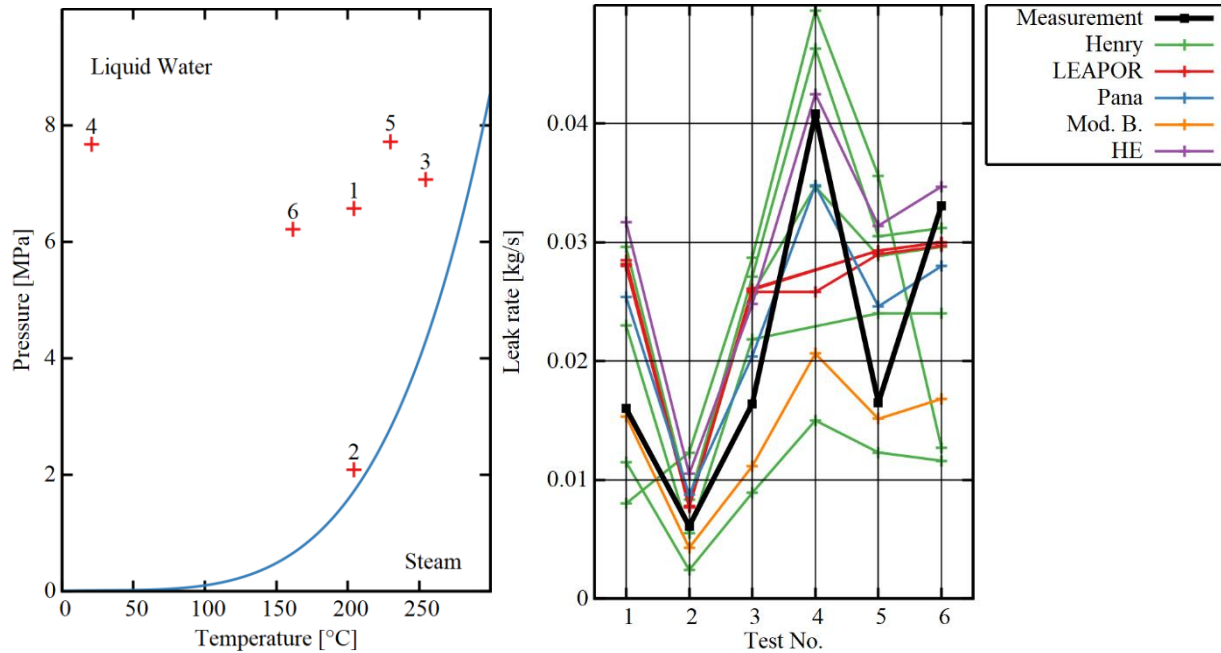 Liquid Water
Steam
4
5
3
1
6
2
8
6
4
2
0
0
50
100
150
200
250
Pressure [MPa]
Temperature [°C]
0.04
0.03
0.02
0.01
0
1
2
3
4
5
6
Leak rate [kg/s]
Test No.
Measurement
Henry
LEAPOR
Pana
Mod. B.
HE